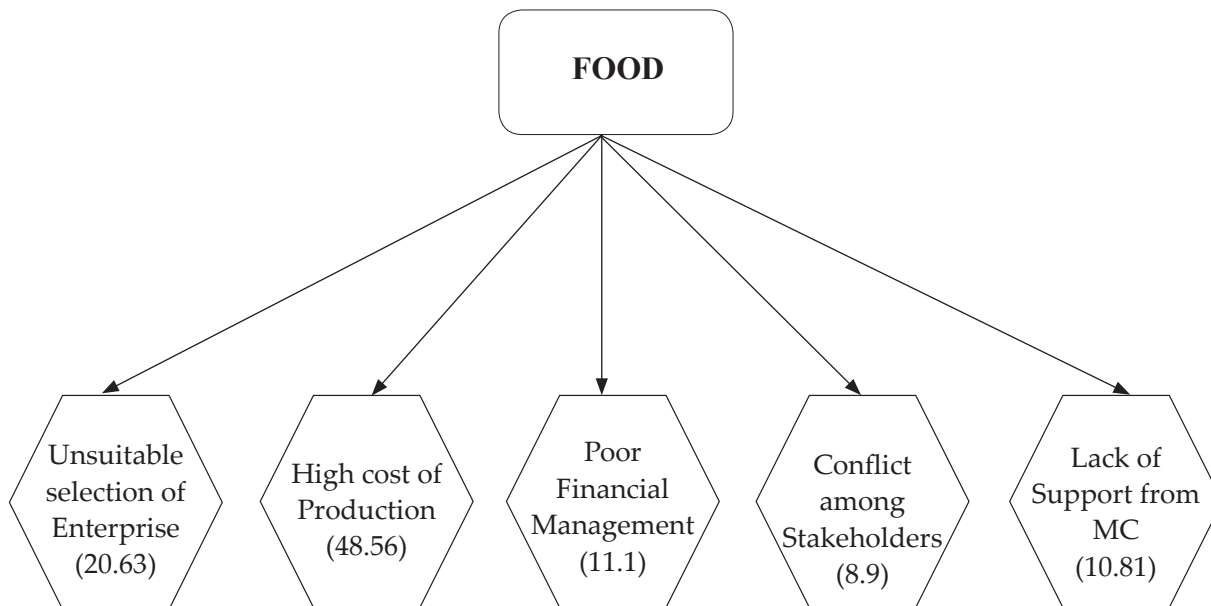 FOOD
Unsuitable
selection of
Enterprise
(20.63)
High cost of
Production
(48.56)
Poor
Financial
Management
(11.1)
Conflict
among
Stakeholders
(8.9)
Lack of
Support from
MC
(10.81)